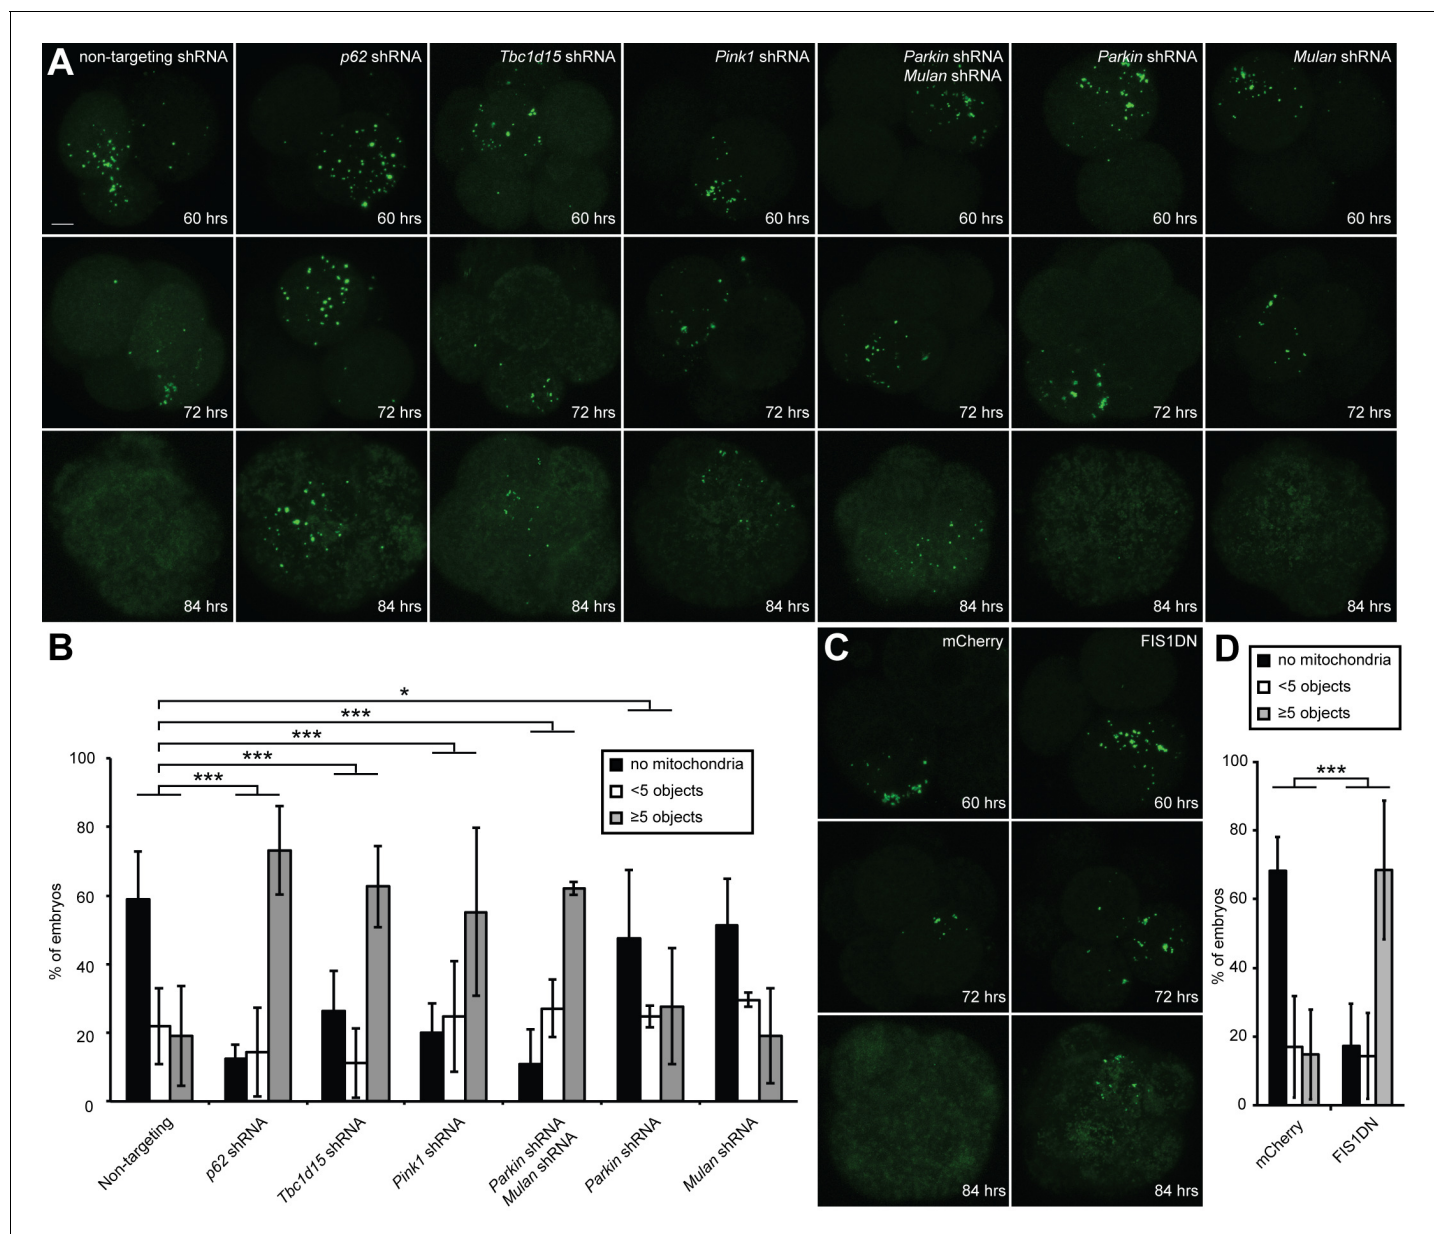 A
non-targeting shRNA
p62 shRNA
Tbc1d15 shRNA
Pink1 shRNA
Parkin shRNA
Mulan shRNA
Parkin shRNA
Mulan shRNA
60 hrs
60 hrs
60 hrs
60 hrs
60 hrs
60 hrs
60 hrs
72 hrs
72 hrs
72 hrs
72 hrs
72 hrs
72 hrs
72 hrs
84 hrs
84 hrs
84 hrs
84 hrs
84 hrs
84 hrs
84 hrs
B
*
***
***
***
***
no mitochondria
<5 objects
≥5 objects
% of embryos
100
80
60
40
20
0
Non-targeting
p62 shRNA
Tbc1d15 shRNA
Pink1 shRNA
Parkin shRNA
Mulan shRNA
Parkin shRNA
Mulan shRNA
C
mCherry
FIS1DN
60 hrs
60 hrs
72 hrs
72 hrs
84 hrs
84 hrs
D
no mitochondria
<5 objects
≥5 objects
***
% of embryos
100
80
60
40
20
0
mCherry
FIS1DN